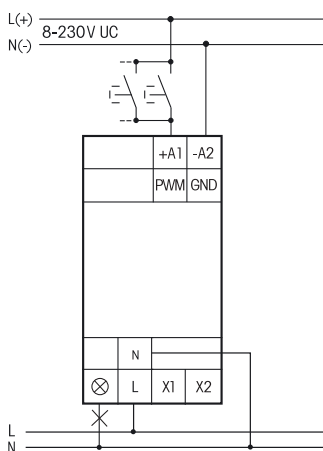 L(+)
8-230V UC
N(-)
+A1 -A2
PWM GND
N
L X1 X2
L
N